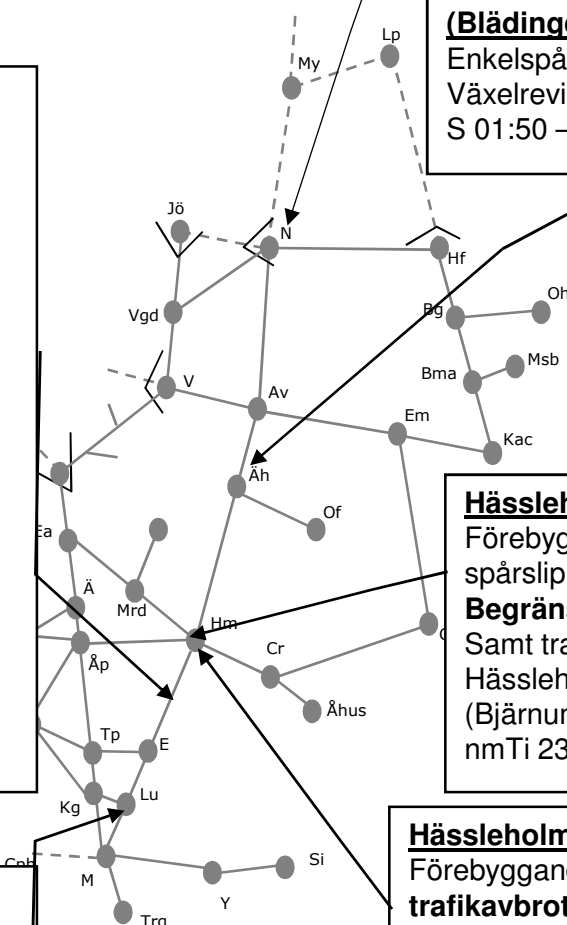 (Blädinge
Enkelspå
Växelrevi
S 01:50 –
Lp
My
Jö
N
Hf
Vgd
Bg
Oh
Msb
Bma
V
Av
Em
Kac
Äh
Of
Ea
Mrd
Ä
Hm
Cr
Åp
Åhus
Tp
E
Kg
Lu
Cph
M
Si
Y
Trg
Hässleh
Förebyg
spårslip
Begräns
Samt tra
Hässleh
(Bjärnum
nmTi 23
Hässleholm
Förebyggand
trafikavbrot